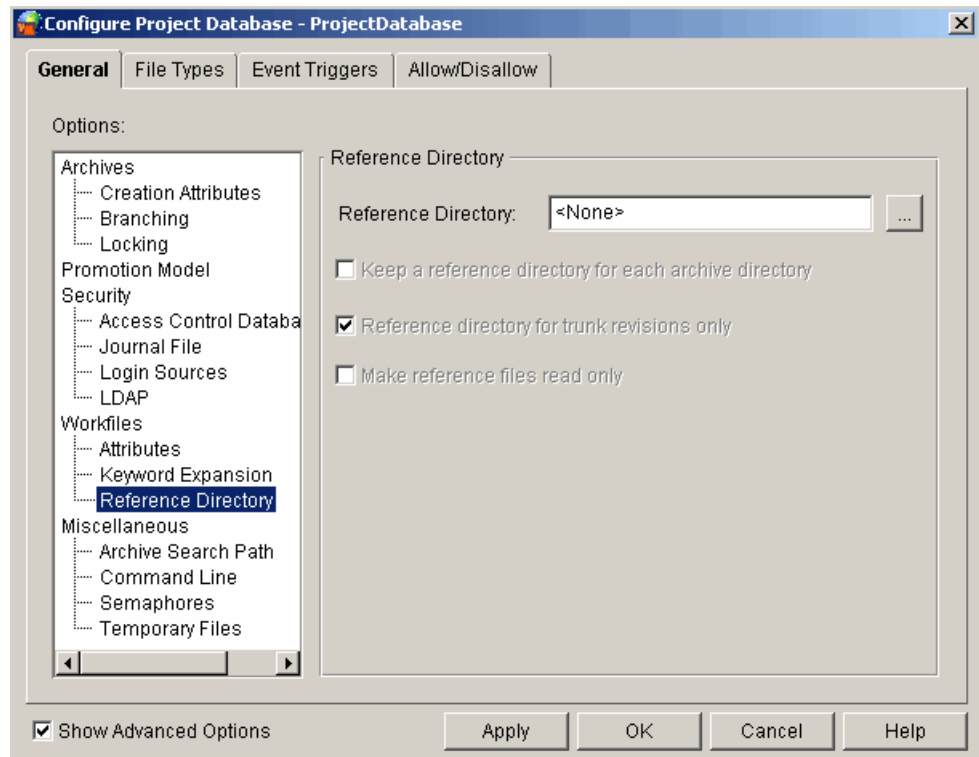 Configure Project Database - ProjectDatabase
General File Types Event Triggers Allow/Disallow
Options:
Archives
Creation Attributes
Branching
Locking
Promotion Model
Security
Access Control Databa
Journal File
Login Sources
LDAP
Workfiles
Attributes
Keyword Expansion
Reference Directory
Miscellaneous
Archive Search Path
Command Line
Semaphores
Temporary Files
Reference Directory
Reference Directory: <None> ...
Keep a reference directory for each archive directory
Reference directory for trunk revisions only
Make reference files read only
Show Advanced Options Apply OK Cancel Help